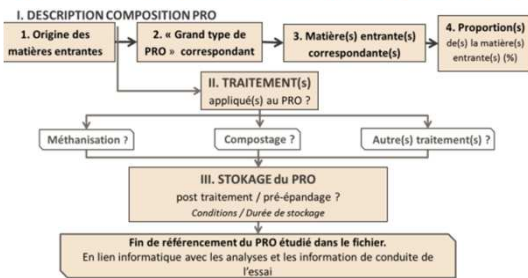 I. DESCRIPTION COMPOSITION PRO
1. Origine des
matières entrantes
2. « Grand type de
PRO » correspondant
3. Matière(s) entrante(s)
correspondante(s)
4. Proportion(s)
de(s) la matière(s)
entrante(s) (%)
II. TRAITEMENT(s)
appliqué(s) au PRO ?
Méthanisation ?
Compostage ?
Autre(s) traitement(s) ?
III. STOKAGE du PRO
post traitement / pré-épandage ?
Conditions / Durée de stockage
Fin de référencement du PRO étudié dans le fichier.
En lien informatique avec les analyses et les information de conduite de
l'essai